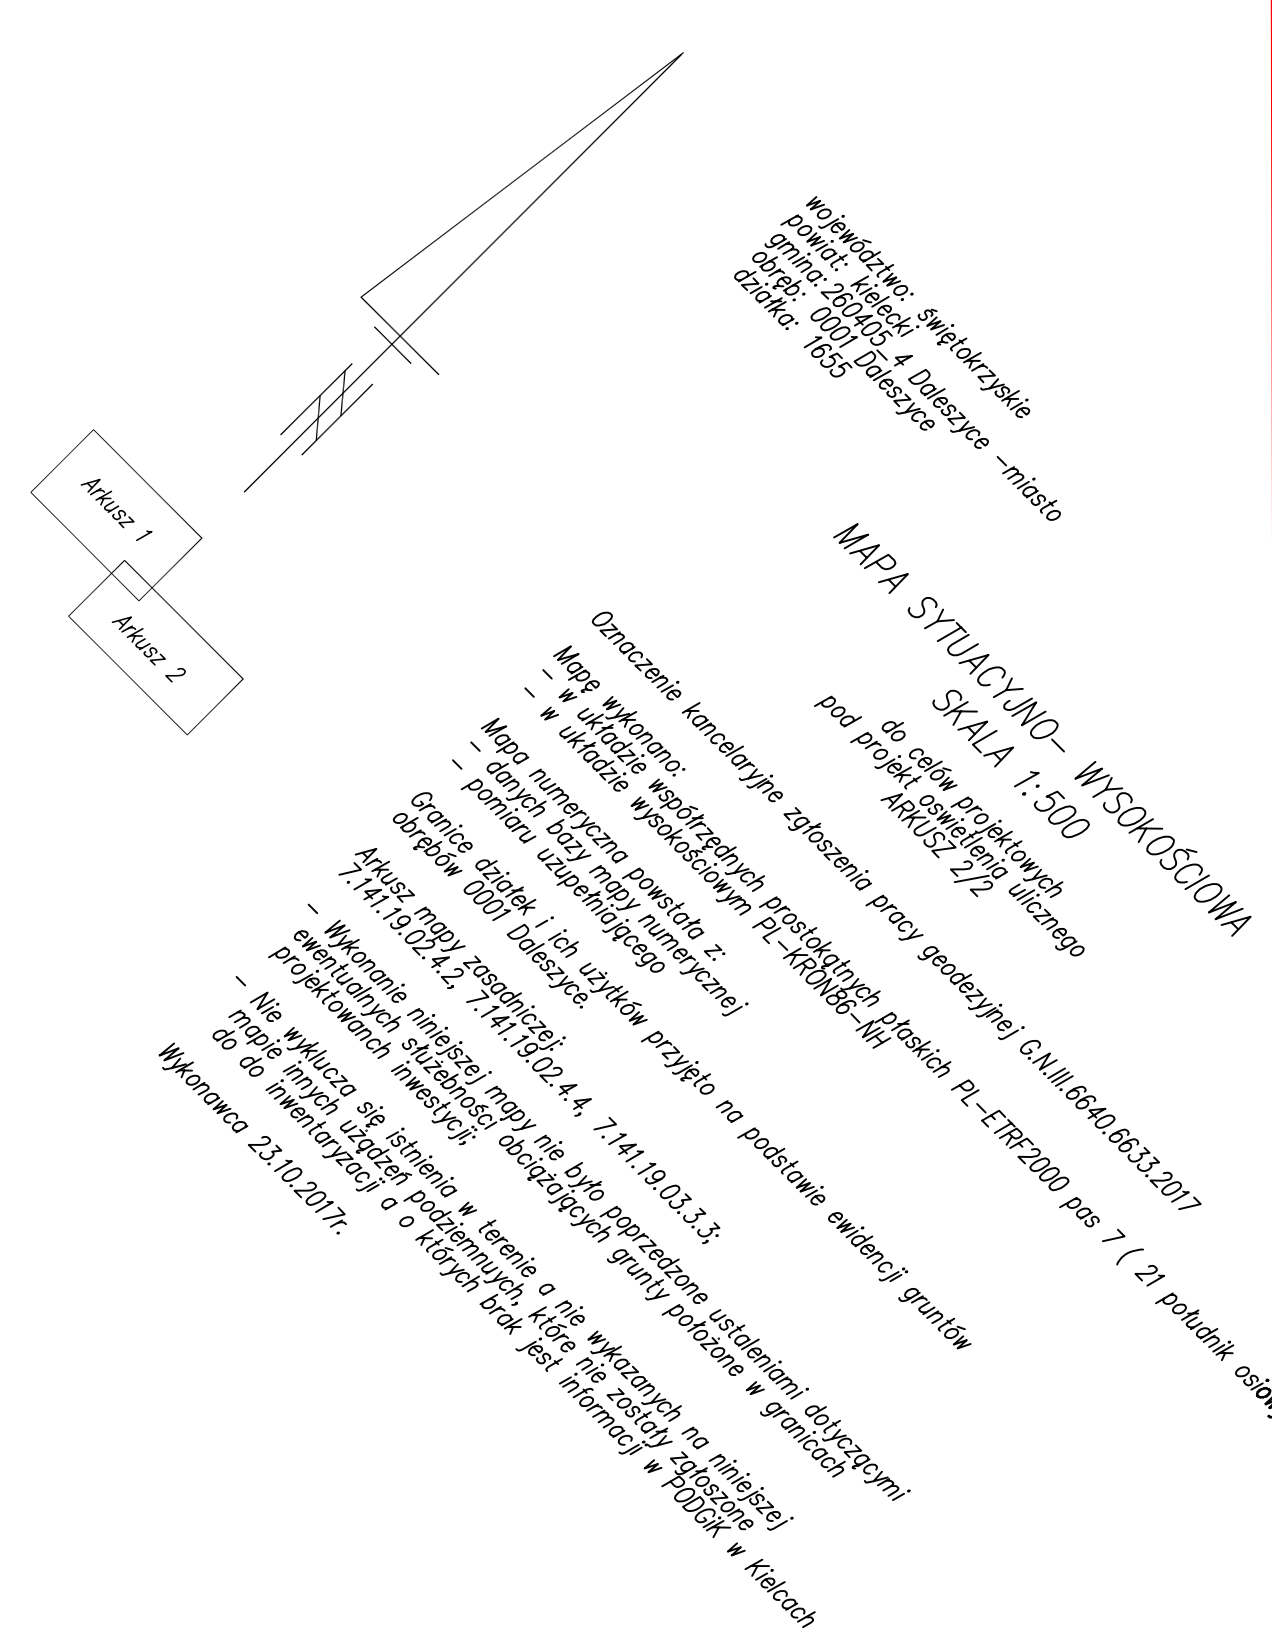 województwo: świętokrzyskie
powiat: kielecki
gmina: 260405_4 Daleszyce -miasto
obręb: 0001 Daleszyce
działka: 1655
Arkusz 1
Arkusz 2
MAPA SYTUACYJNO- WYSOKOŚCIOWA
SKALA 1:500
do celów projektowych
pod projekt oświetlenia ulicznego
ARKUSZ 2/2
Oznaczenie kancelaryjne zgłoszenia pracy geodezyjnej G.N.III.6640.6633.2017
Mapę wykonano:
- w układzie współrzędnych prostokątnych płaskich PL-ETRF2000 pas 7 ( 21 południk osiowy
- w układzie wysokościowym PL-KRON86-NH
Mapa numeryczna powstała z:
- danych bazy mapy numerycznej
- pomiaru uzupełniającego
Granice działek i ich użytków przyjęto na podstawie ewidencji gruntów
obrębów 0001 Daleszyce.
Arkusz mapy zasadniczej:
7.141.19.02.4.2, 7.141.19.02.4.4, 7.141.19.03.3.3;
- Wykonanie niniejszej mapy nie było poprzedzone ustaleniami dotyczącymi
ewentualnych służebności obciążających grunty położone w granicach
projektowanch inwestycji;
- Nie wyklucza się istnienia w terenie a nie wykazanych na niniejszej
mapie innych użądzeń podziemnuych, które nie zostały zgłoszone
do do inwentaryzacji a o których brak jest informacji w PODGiK w Kielcach
Wykonawca 23.10.2017r.